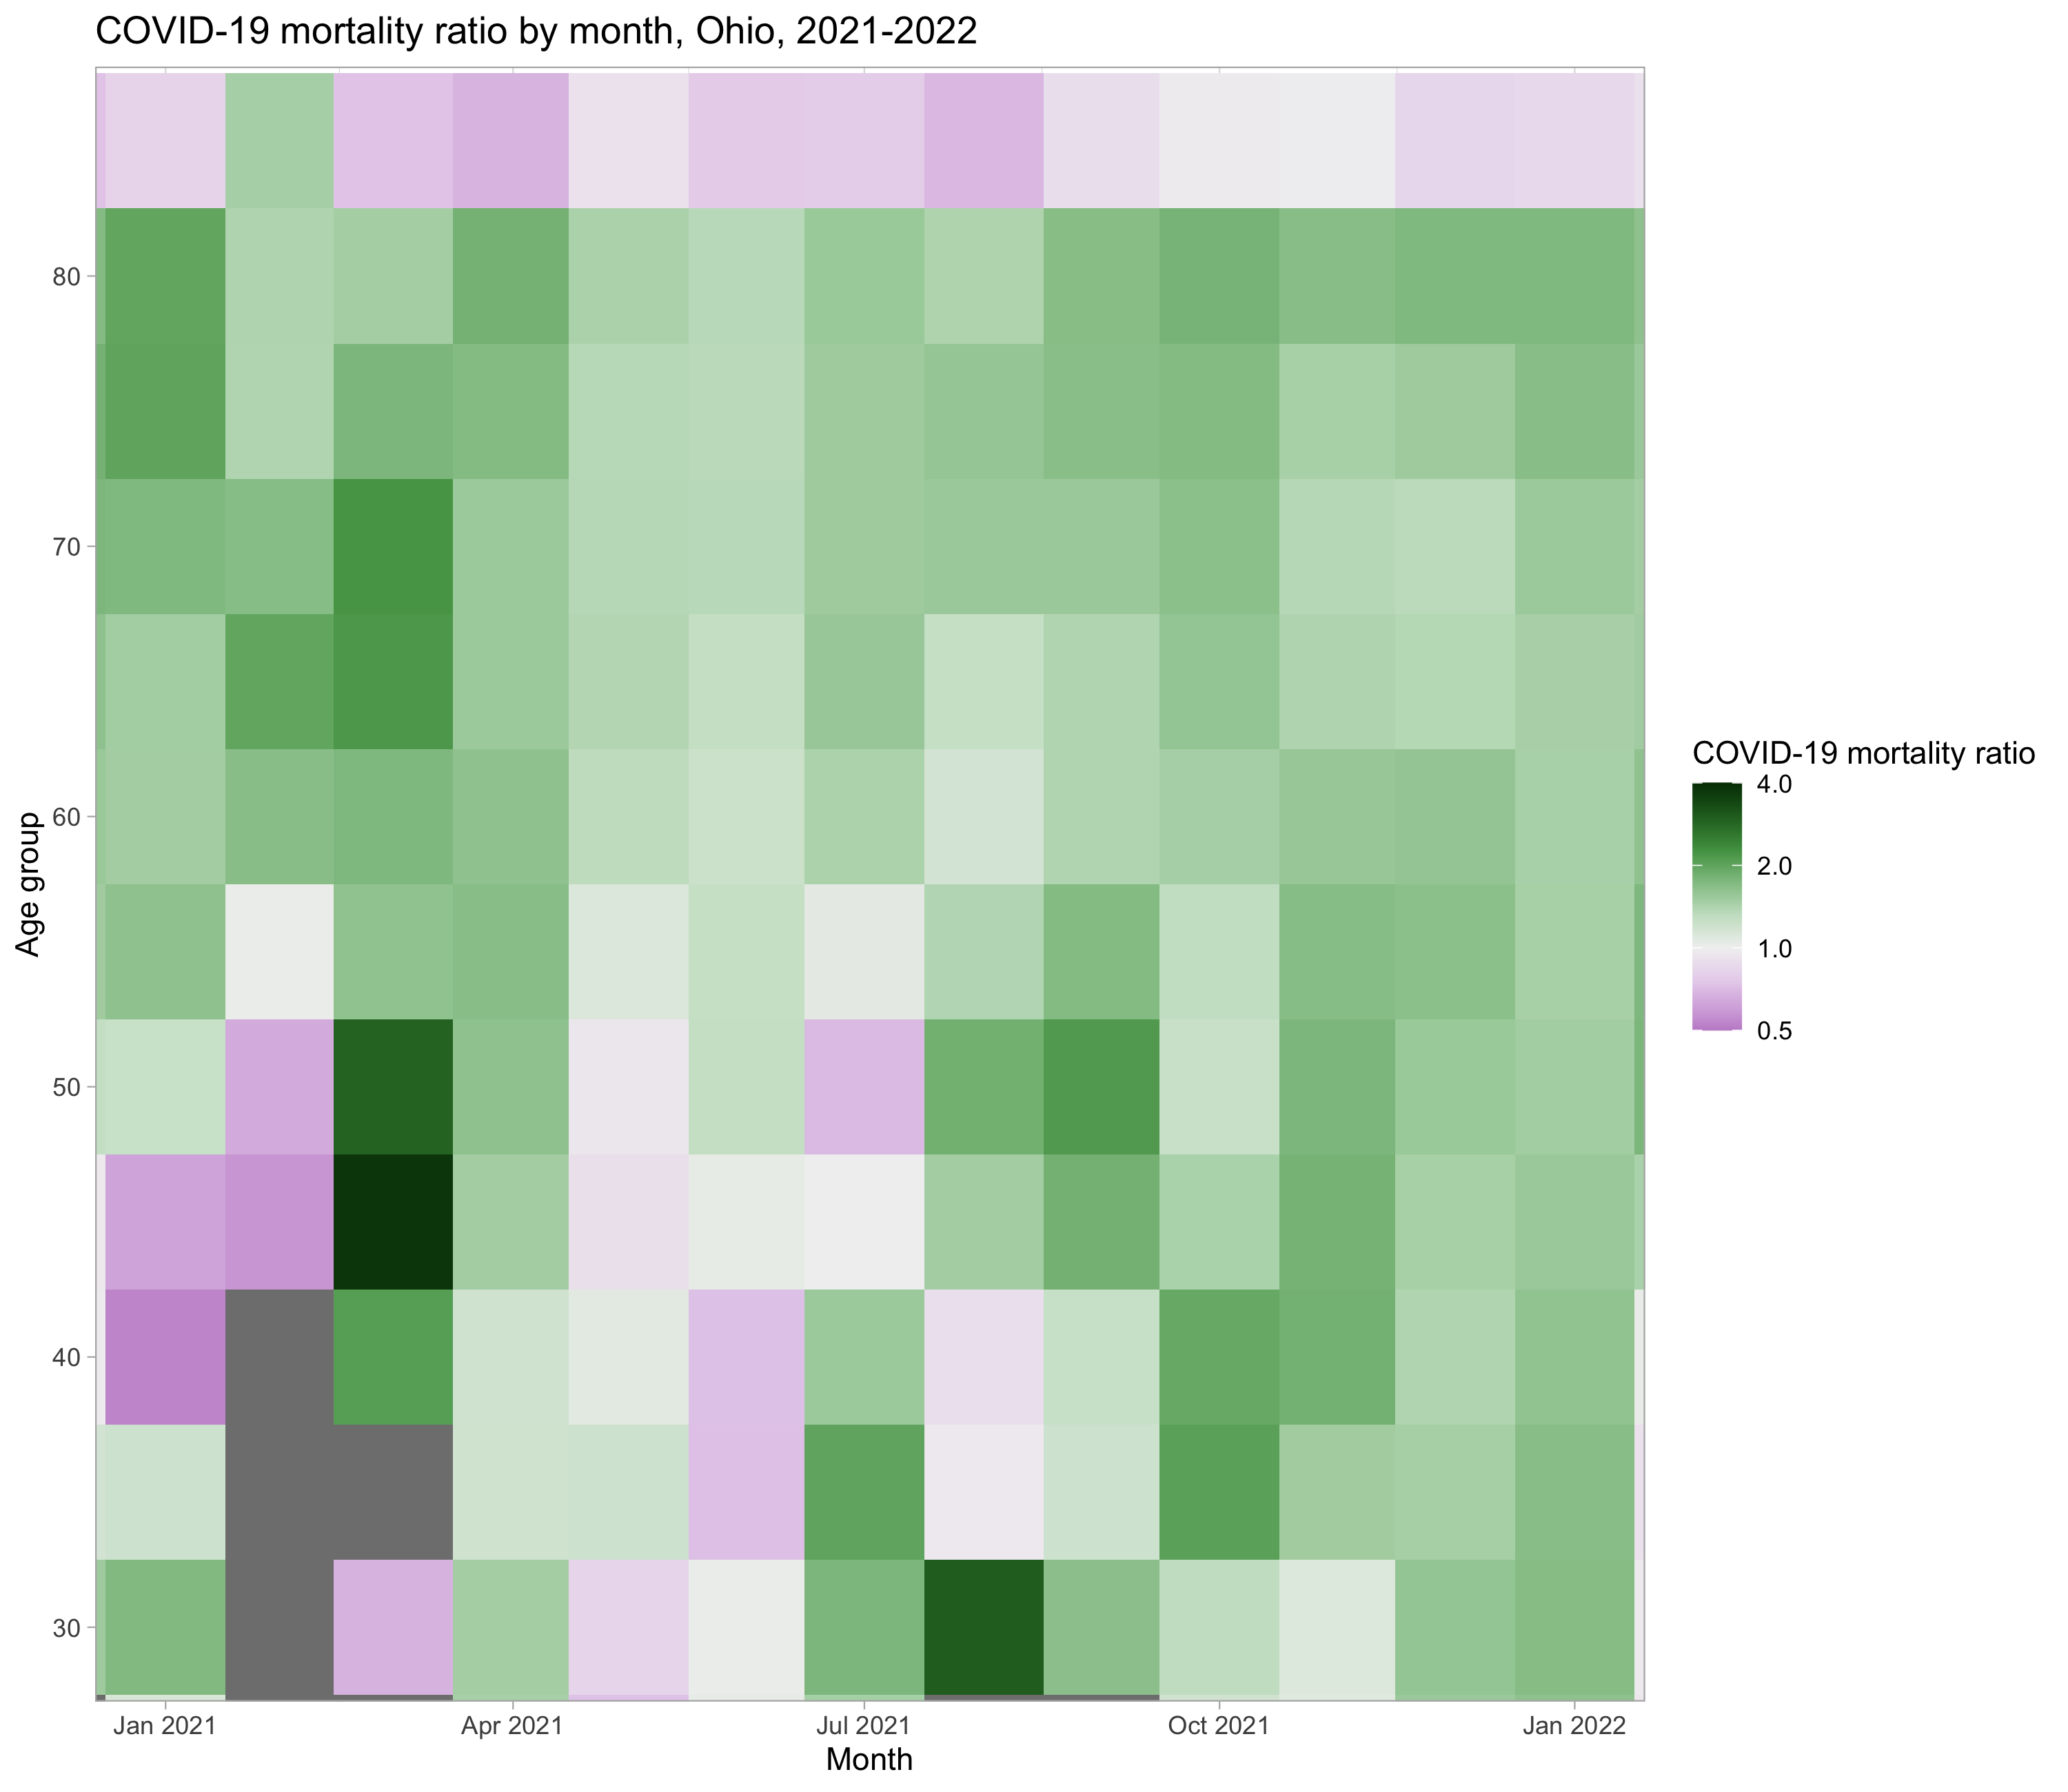 COVID-19 mortality ratio by month, Ohio, 2021-2022
80
70
60
50
40
30
Age group
Jan 2021 Apr 2021 Jul 2021 Oct 2021 Jan 2022
Month
COVID-19 mortality ratio
4.0
2.0
1.0
0.5